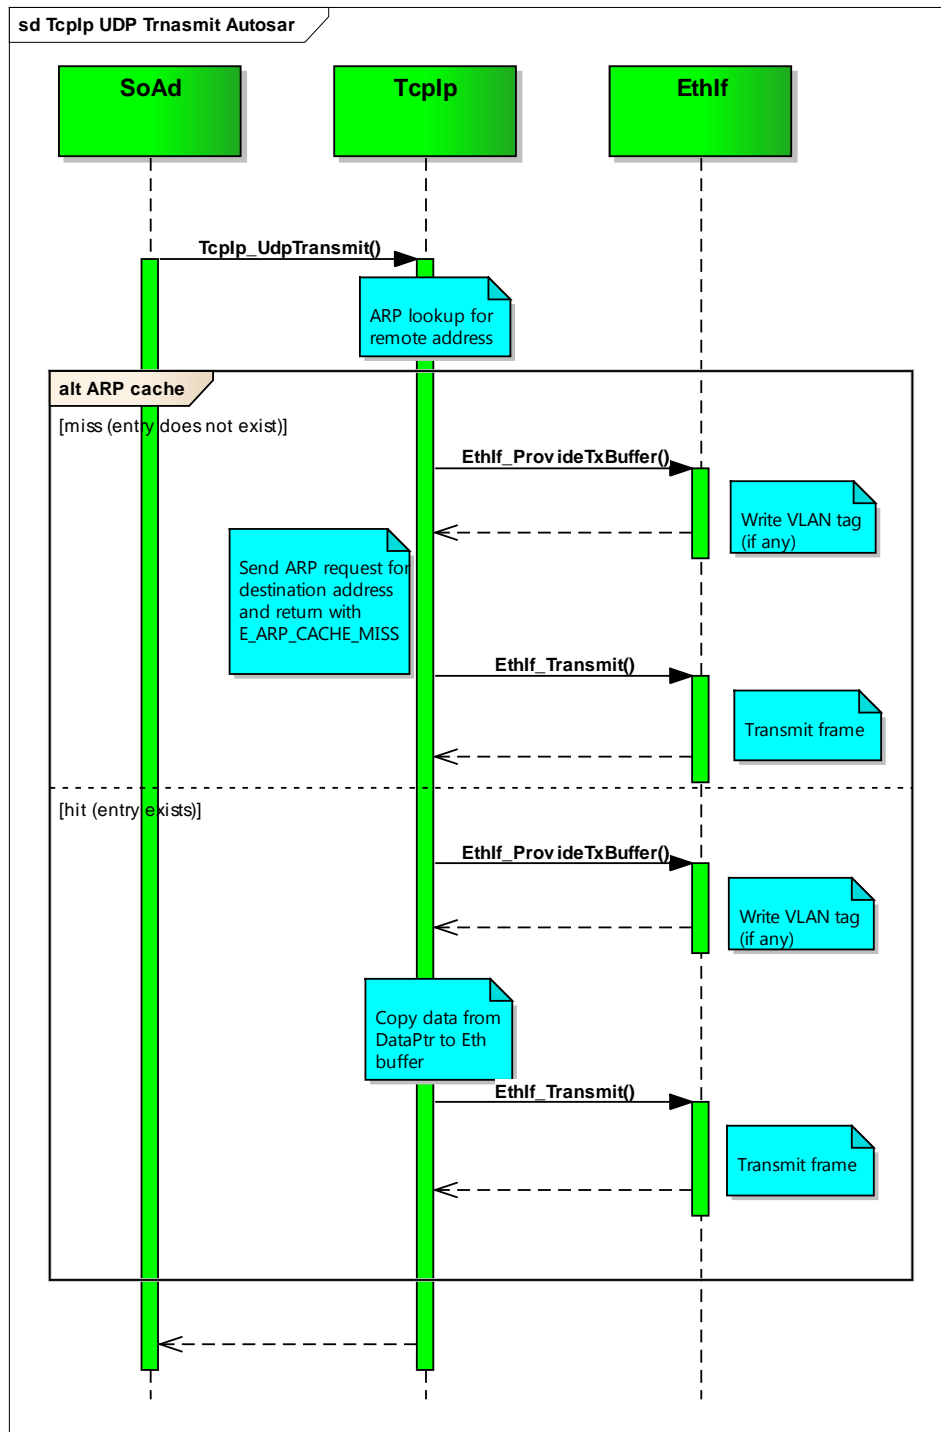 sd TcpIp UDP Trnasmit Autosar
SoAd
TcpIp
EthIf
TcpIp_UdpTransmit()
ARP lookup for
remote address
alt ARP cache
[miss (entry does not exist)]
EthIf_ProvideTxBuffer()
Write VLAN tag
(if any)
Send ARP request for
destination address
and return with
E_ARP_CACHE_MISS
EthIf_Transmit()
Transmit frame
[hit (entry exists)]
EthIf_ProvideTxBuffer()
Write VLAN tag
(if any)
Copy data from
DataPtr to Eth
buffer
EthIf_Transmit()
Transmit frame